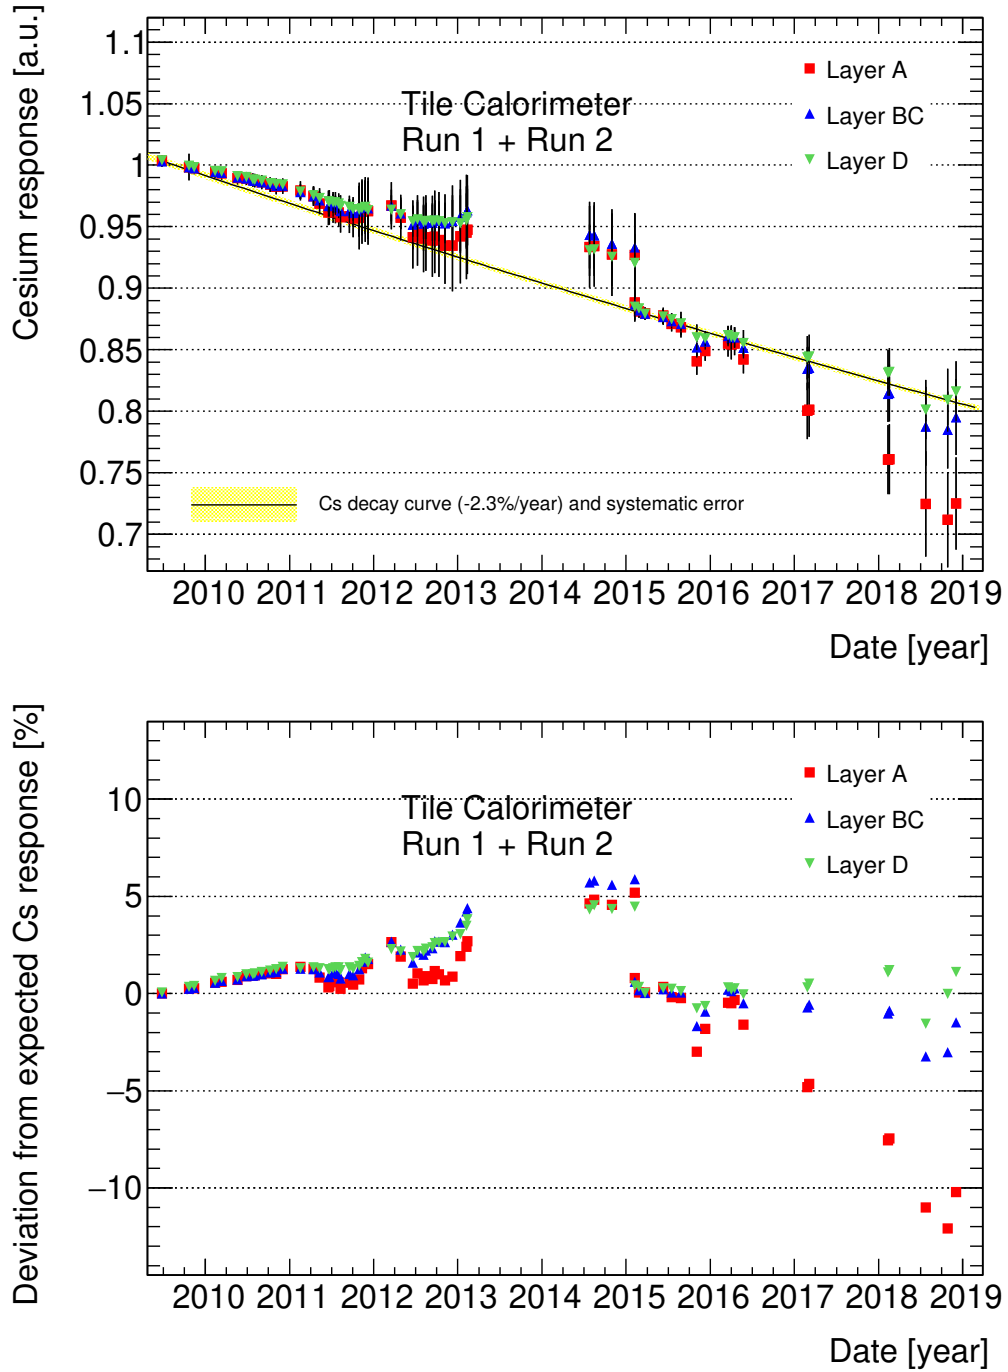 Cesium response [a.u.]
1.1
1.05
1
0.95
0.9
0.85
0.8
0.75
0.7
Tile Calorimeter
Run 1 + Run 2
Layer A
Layer BC
Layer D
Cs decay curve (-2.3%/year) and systematic error
2010 2011 2012 2013 2014 2015 2016 2017 2018 2019
Date [year]
Deviation from expected Cs response [%]
10
5
0
−5
−10
Tile Calorimeter
Run 1 + Run 2
Layer A
Layer BC
Layer D
2010 2011 2012 2013 2014 2015 2016 2017 2018 2019
Date [year]